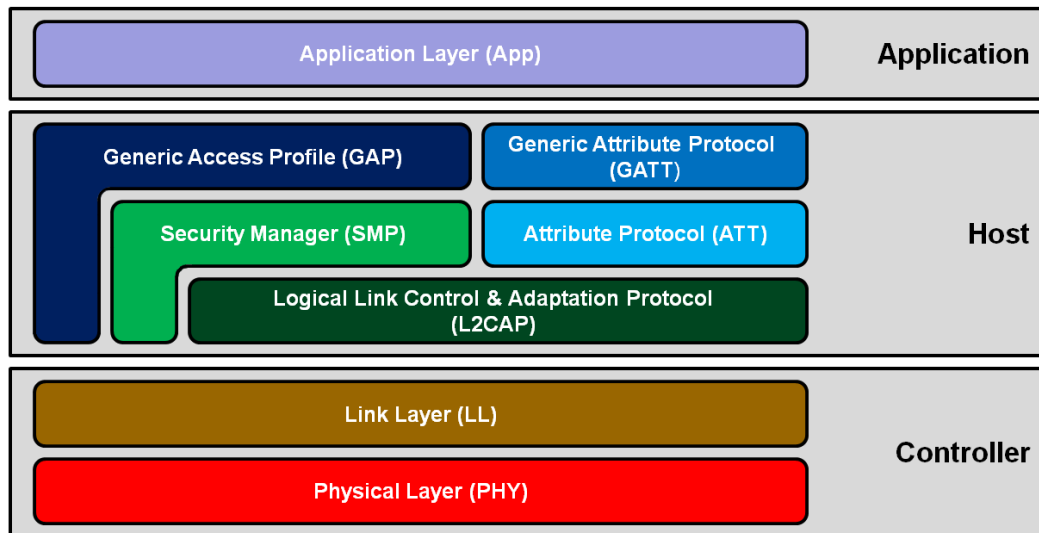 Application Layer (App)
Application
Generic Access Profile (GAP)
Generic Attribute Protocol
(GATT)
Security Manager (SMP)
Attribute Protocol (ATT)
Host
Logical Link Control & Adaptation Protocol
(L2CAP)
Link Layer (LL)
Controller
Physical Layer (PHY)